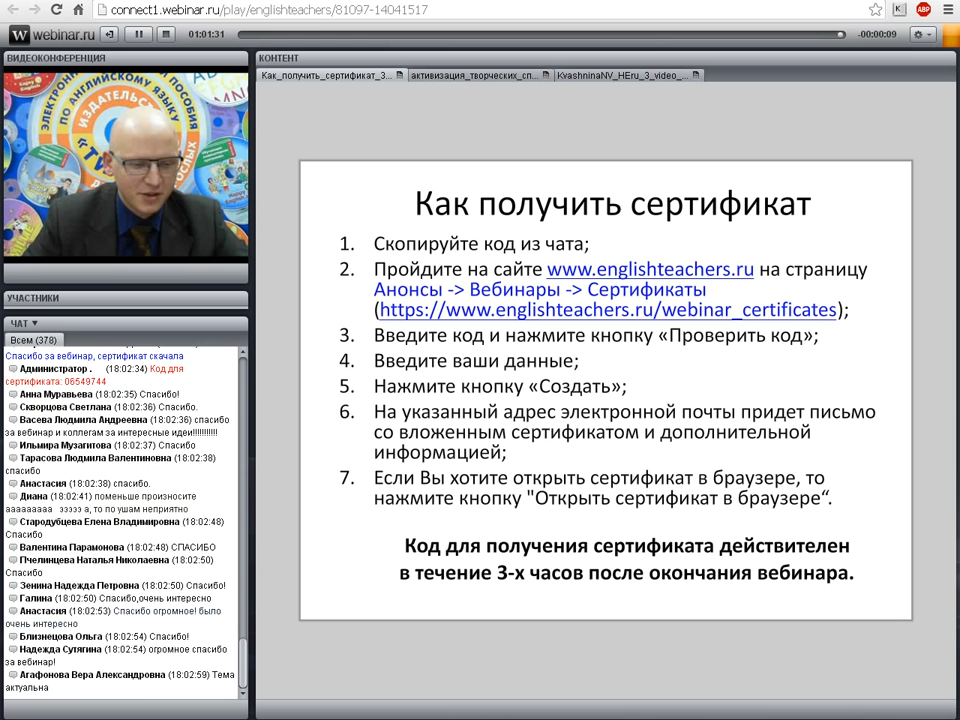 connect1.webinar.ru/play/englishteachers/81097-14041517
webinar.ru
01:01:31
-00:00:09
ВИДЕОКОНФЕРЕНЦИЯ
КОНТЕНТ
Как_получить_сертификат_3...
активизация_творческих_сп...
KvashninaNV_HEru_3_video_...
ЭЛЕКТРОННЫЕ
ПОСОБИЯ
ПО АНГЛИЙСКОМУ ЯЗЫКУ
ИЗДАТЕЛЬСТВО
УЧАСТНИКИ
ЧАТ
Всем (378)
Спасибо за вебинар, сертификат скачала
Администратор . (18:02:34) Код для
сертификата: 06549744
Анна Муравьева (18:02:35) Спасибо!
Скворцова Светлана (18:02:36) Спасибо.
Васева Людмила Андреевна (18:02:36) спасибо
за вебинар и коллегам за интересные идеи!!!!!!!!!!!
Ильмира Музагитова (18:02:37) Спасибо
Тарасова Людмила Валентиновна (18:02:38)
спасибо
Анастасия (18:02:38) спасибо.
Диана (18:02:41) поменьше произносите
ааааааааа эээээ а, то по ушам неприятно
Стародубцева Елена Владимировна (18:02:48)
Спасибо
Валентина Парамонова (18:02:48) СПАСИБО
Пчелинцева Наталья Николаевна (18:02:50)
Спасибо
Зенина Надежда Петровна (18:02:50) Спасибо!
Галина (18:02:50) Спасибо,очень интересно
Анастасия (18:02:53) Спасибо огромное! было
очень интересно
Близнецова Ольга (18:02:54) Спасибо!
Надежда Сутягина (18:02:54) огромное спасибо
за вебинар!
Агафонова Вера Александровна (18:02:59) Тема
актуальна
Как получить сертификат
1. Скопируйте код из чата;
2. Пройдите на сайте www.englishteachers.ru на страницу
Анонсы -> Вебинары -> Сертификаты
(https://www.englishteachers.ru/webinar_certificates);
3. Введите код и нажмите кнопку «Проверить код»;
4. Введите ваши данные;
5. Нажмите кнопку «Создать»;
6. На указанный адрес электронной почты придет письмо
со вложенным сертификатом и дополнительной
информацией;
7. Если Вы хотите открыть сертификат в браузере, то
нажмите кнопку "Открыть сертификат в браузере“.
Код для получения сертификата действителен
в течение 3-х часов после окончания вебинара.